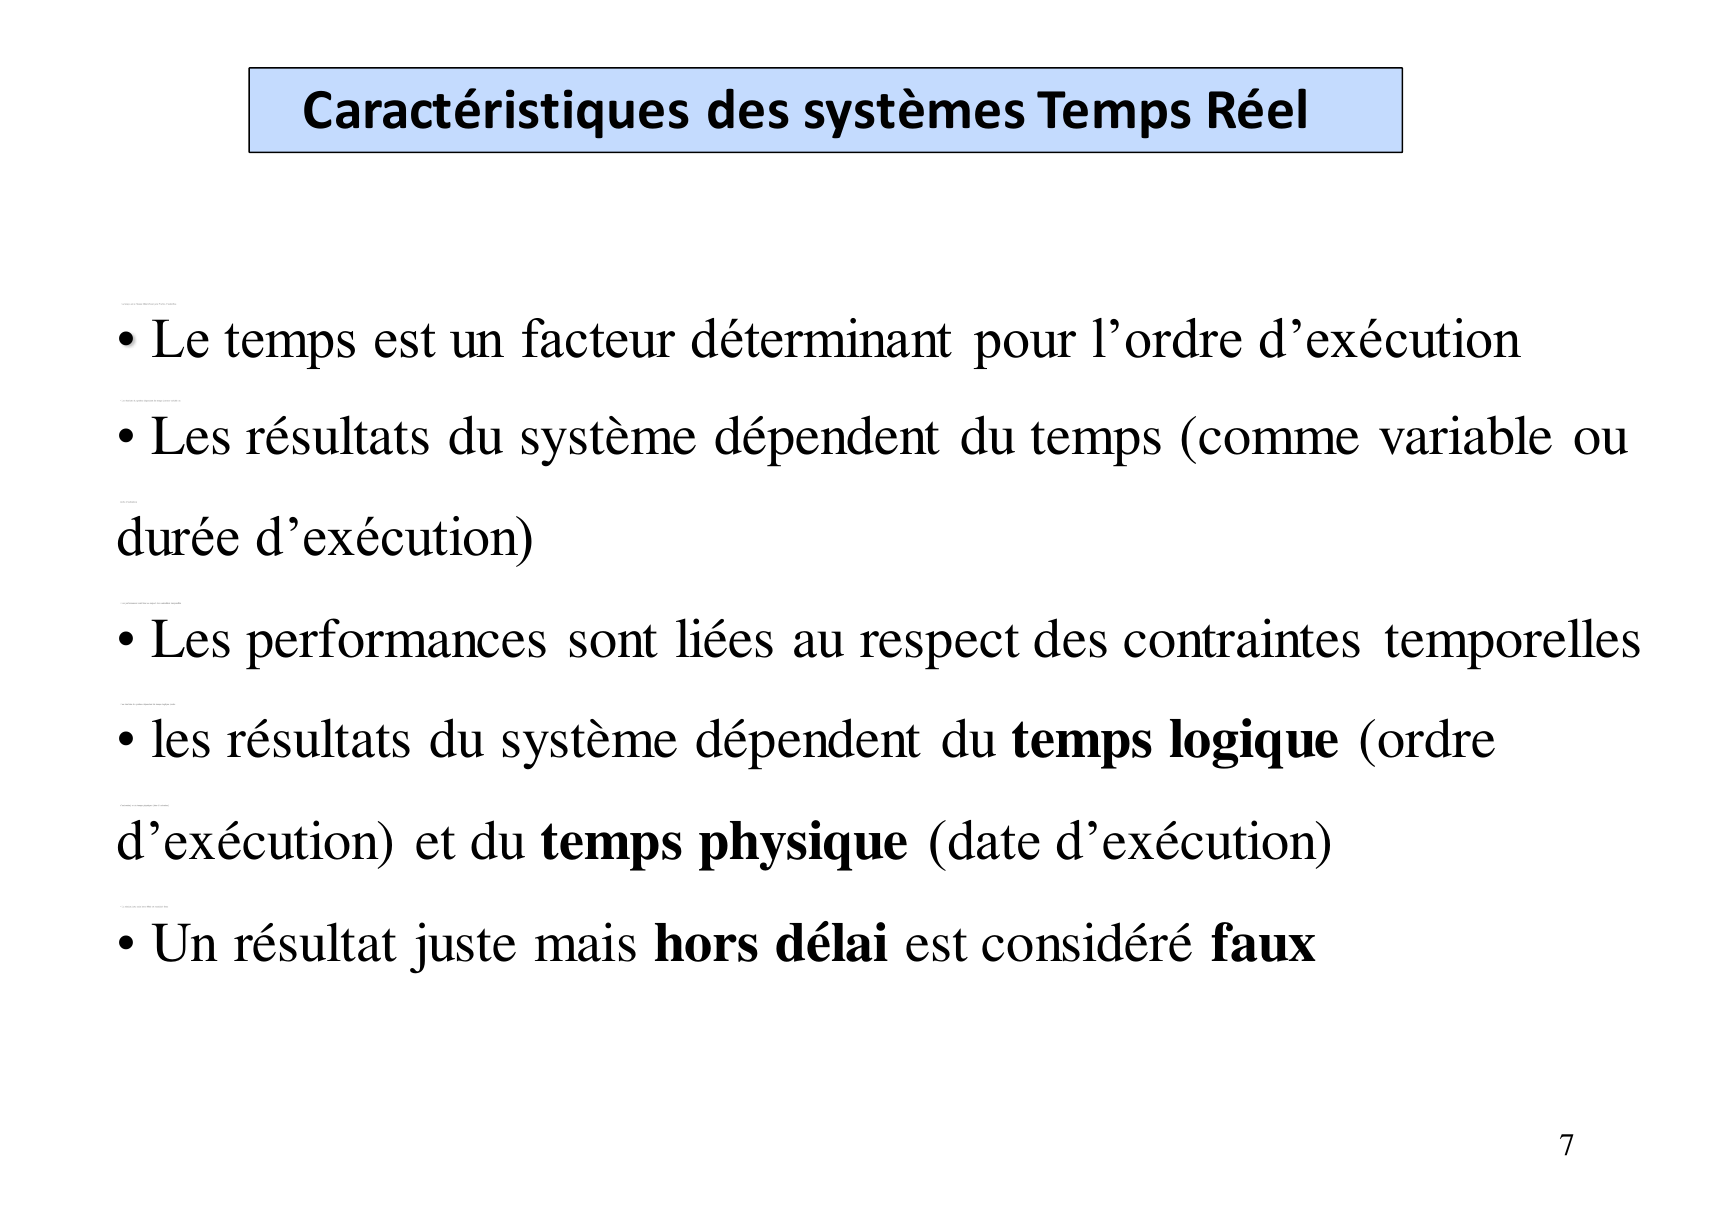 Caractéristiques des systèmes Temps Réel
• Le temps est un facteur déterminant pour l’ordre d’exécution
• Les résultats du système dépendent du temps (comme variable ou
durée d’exécution)
• Les performances sont liées au respect des contraintes temporelles
• les résultats du système dépendent du temps logique (ordre
d’exécution) et du temps physique (date d’exécution)
• Un résultat juste mais hors délai est considéré faux
7